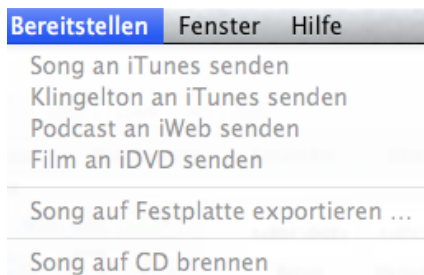 Bereitstellen Fenster Hilfe
Song an iTunes senden
Klingelton an iTunes senden
Podcast an iWeb senden
Film an iDVD senden
Song auf Festplatte exportieren ...
Song auf CD brennen